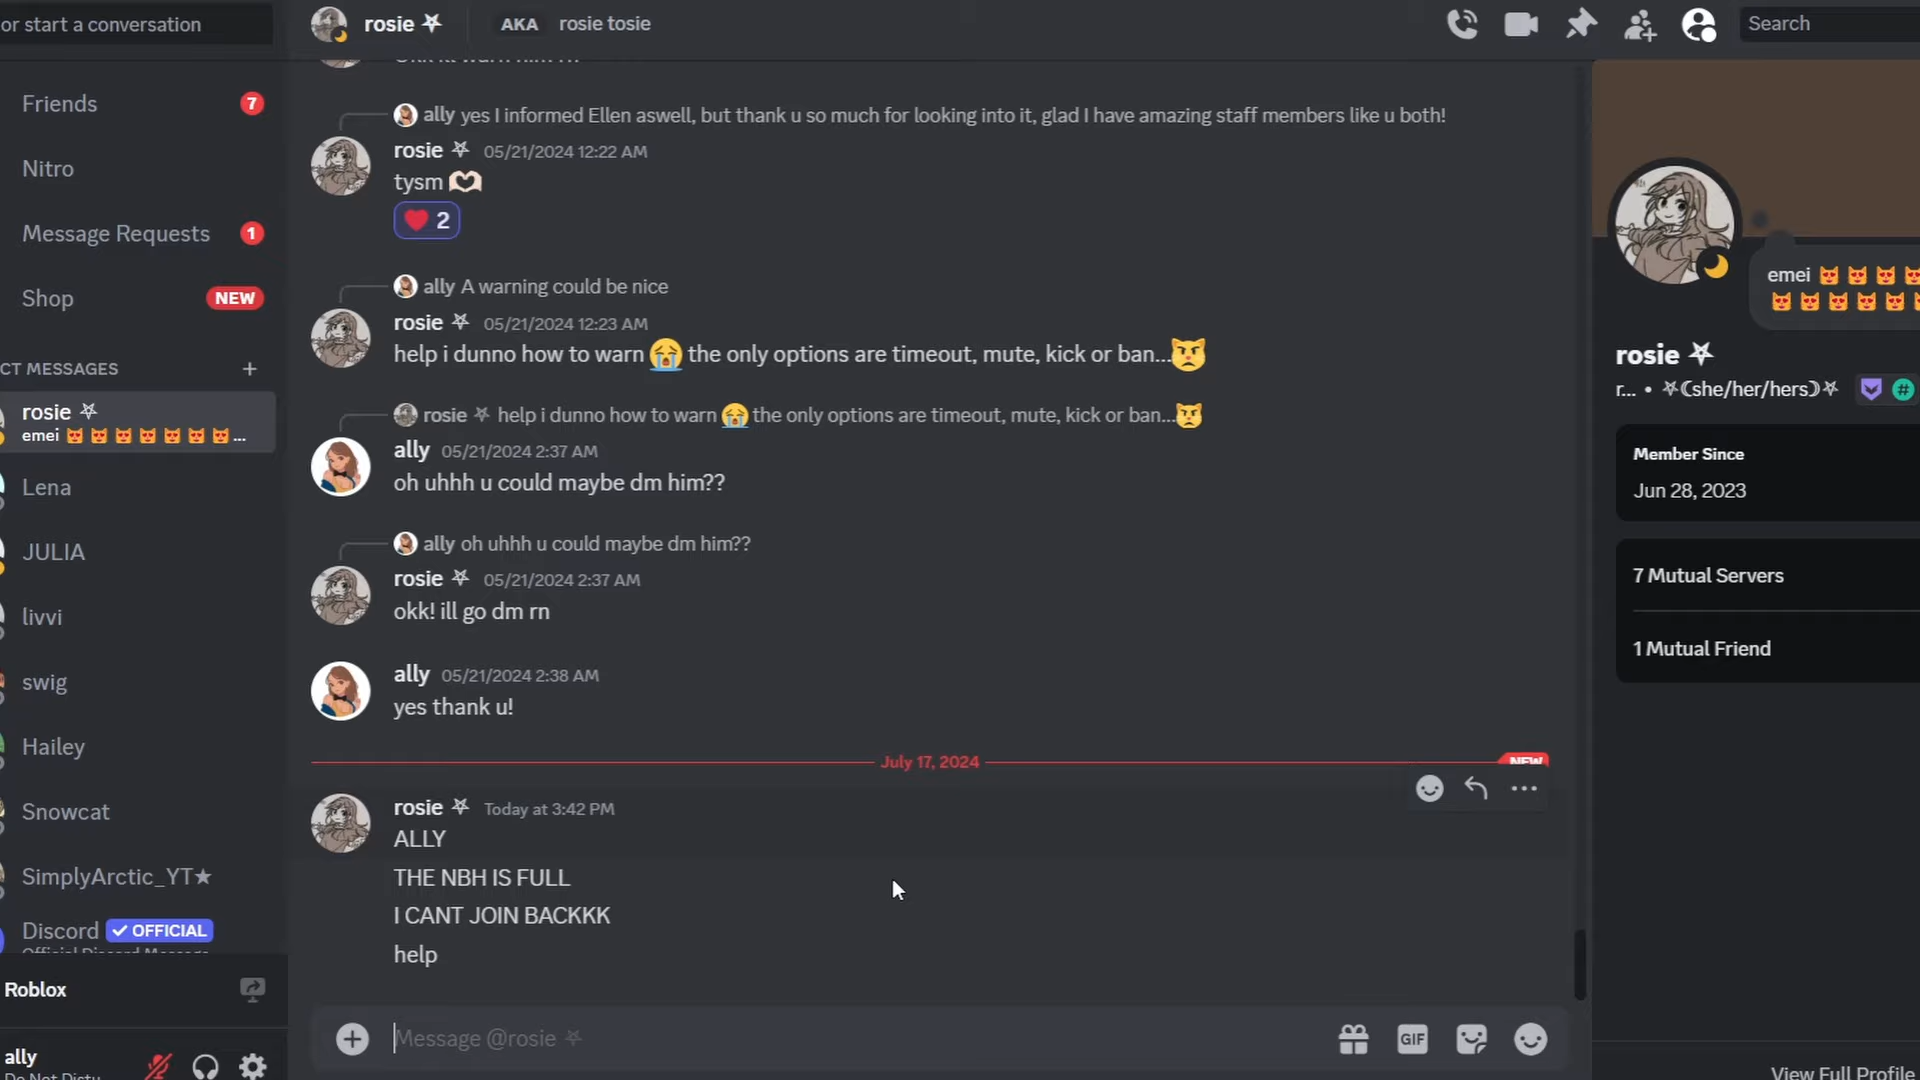 or start a conversation
rosie
AKA rosie tosie
Search
Friends 7
Nitro
Message Requests 1
Shop NEW
CT MESSAGES +
rosie
emei 😻 😻 😻 😻 😻 😻 😻...
Lena
JULIA
livvi
swig
Hailey
Snowcat
SimplyArctic_YT★
Discord ✓ OFFICIAL
Official Discord Message
Roblox
ally
Do Not Distu
ally yes I informed Ellen aswell, but thank u so much for looking into it, glad I have amazing staff members like u both!
rosie 05/21/2024 12:22 AM
tysm 🫶🏻
❤️ 2
ally A warning could be nice
rosie 05/21/2024 12:23 AM
help i dunno how to warn 😭 the only options are timeout, mute, kick or ban...😾
rosie help i dunno how to warn 😭 the only options are timeout, mute, kick or ban...😾
ally 05/21/2024 2:37 AM
oh uhhh u could maybe dm him??
ally oh uhhh u could maybe dm him??
rosie 05/21/2024 2:37 AM
okk! ill go dm rn
ally 05/21/2024 2:38 AM
yes thank u!
July 17, 2024 NEW
rosie Today at 3:42 PM
ALLY
THE NBH IS FULL
I CANT JOIN BACKKK
help
Message @rosie
GIF
emei 😻 😻 😻 😻
😻 😻 😻 😻 😻
rosie
r... • ⛧☾she/her/hers☽⛧ #
Member Since
Jun 28, 2023
7 Mutual Servers
1 Mutual Friend
View Full Profile